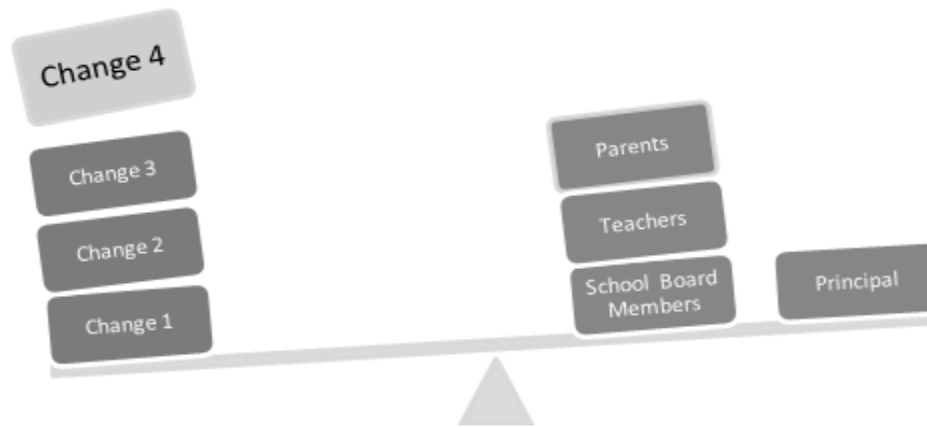 Change 4
Change 3
Change 2
Change 1
Parents
Teachers
School Board
Members
Principal